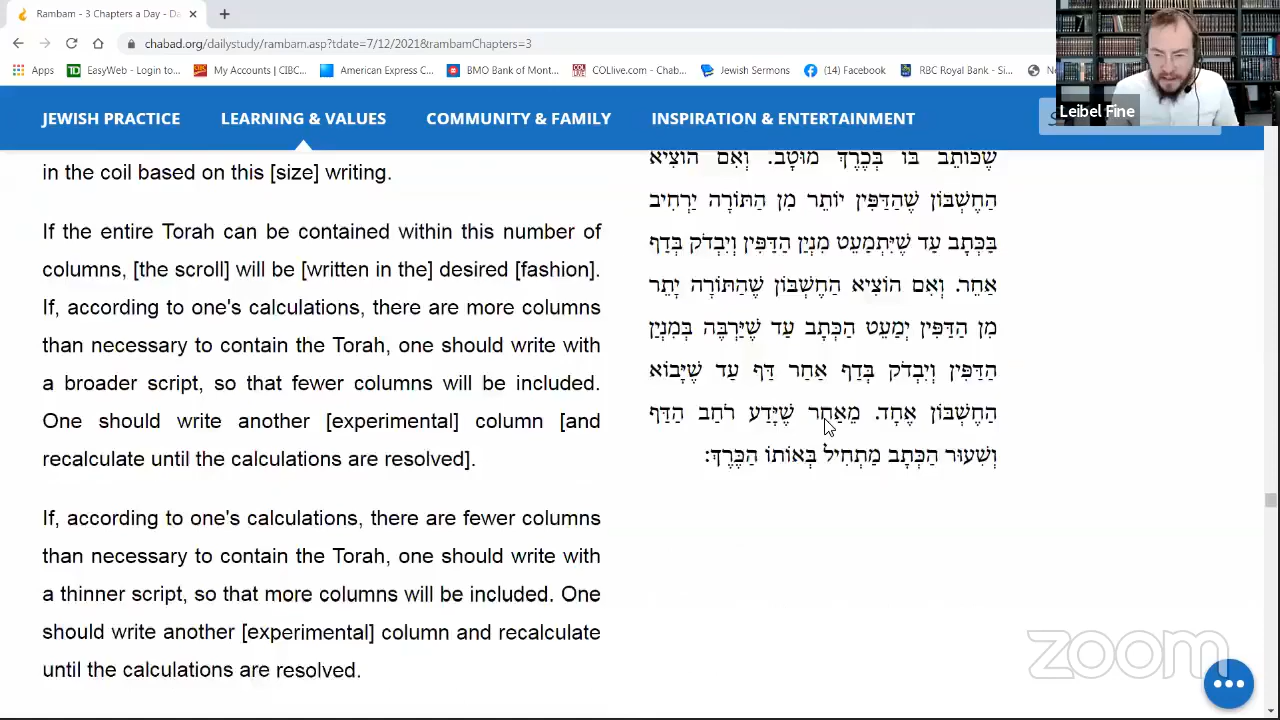 Rambam - 3 Chapters a Day - Da
chabad.org/dailystudy/rambam.asp?tdate=7/12/2021&rambamChapters=3
Apps
EasyWeb - Login to...
My Accounts | CIBC...
American Express C...
BMO Bank of Mont...
COLlive.com - Chab...
Jewish Sermons
(14) Facebook
RBC Royal Bank - Si...
Leibel Fine
JEWISH PRACTICE
LEARNING & VALUES
COMMUNITY & FAMILY
INSPIRATION & ENTERTAINMENT
in the coil based on this [size] writing.
If the entire Torah can be contained within this number of
columns, [the scroll] will be [written in the] desired [fashion].
If, according to one's calculations, there are more columns
than necessary to contain the Torah, one should write with
a broader script, so that fewer columns will be included.
One should write another [experimental] column [and
recalculate until the calculations are resolved].
If, according to one's calculations, there are fewer columns
than necessary to contain the Torah, one should write with
a thinner script, so that more columns will be included. One
should write another [experimental] column and recalculate
until the calculations are resolved.
שֶׁכּוֹתֵב בּוֹ בְּכֶרֶךְ מוּטָב. וְאִם הוֹצִיא
הַחֶשְׁבּוֹן שֶׁהַדַּפִּין יוֹתֵר מִן הַתּוֹרָה יַרְחִיב
בַּכְּתָב עַד שֶׁיִּתְמַעֵט מִנְיַן הַדַּפִּין וְיִבְדֹּק בְּדַף
אַחֵר. וְאִם הוֹצִיא הַחֶשְׁבּוֹן שֶׁהַתּוֹרָה יָתֵר
מִן הַדַּפִּין יְמַעֵט הַכְּתָב עַד שֶׁיַּרְבֶּה בְּמִנְיַן
הַדַּפִּין וְיִבְדֹּק בְּדַף אַחַר דַּף עַד שֶׁיָּבוֹא
הַחֶשְׁבּוֹן אֶחָד. מֵאַחַר שֶׁיָּדַע רֹחַב הַדַּף
וְשִׁעוּר הַכְּתָב מַתְחִיל בְּאוֹתוֹ הַכֶּרֶךְ:
zoom